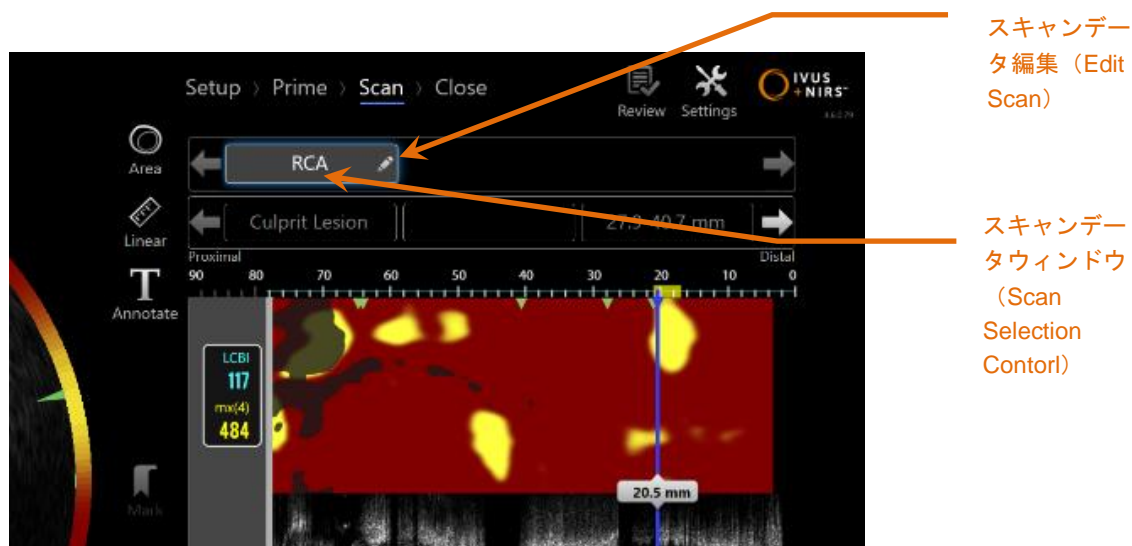 スキャンデー
タ編集（Edit
Scan）
Setup › Prime › Scan › Close
Review
Settings
IVUS
+NIRS™
Area
RCA
Linear
Culprit Lesion
27.9-40.7 mm
Proximal
Distal
90 80 70 60 50 40 30 20 10 0
Annotate
LCBI
117
mx(4)
484
20.5 mm
Mark
スキャンデー
タウィンドウ
（Scan
Selection
Contorl）